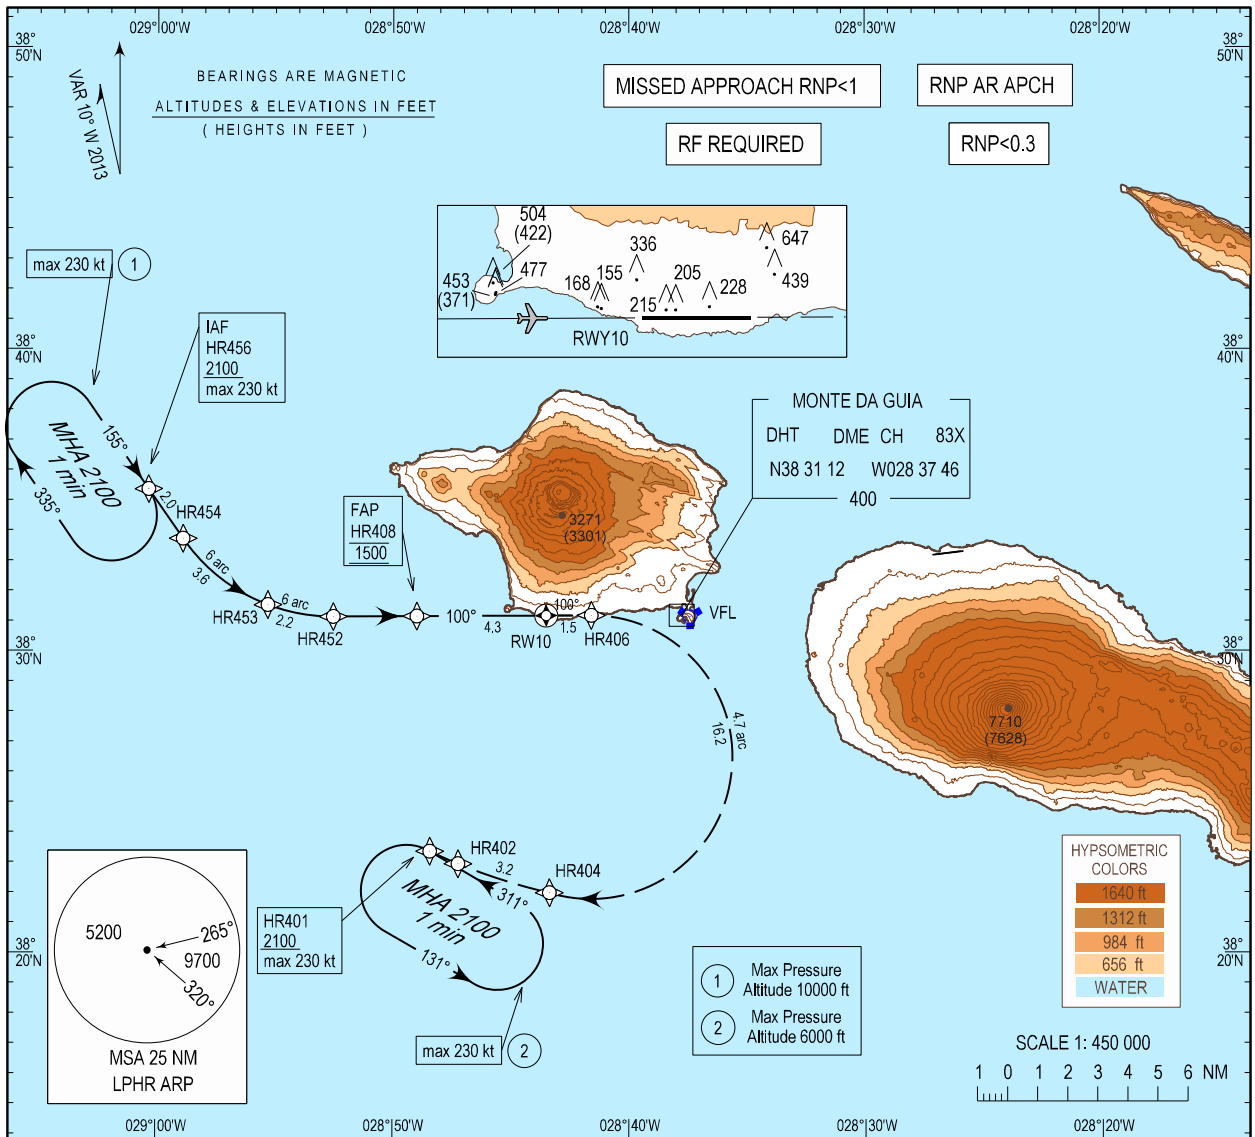 029°00'W
028°50'W
028°40'W
028°30'W
028°20'W
38°
50'N
38°
50'N
VAR 10° W 2013
BEARINGS ARE MAGNETIC
ALTITUDES & ELEVATIONS IN FEET
( HEIGHTS IN FEET )
MISSED APPROACH RNP<1
RNP AR APCH
RF REQUIRED
RNP<0.3
504
(422)
453
(371)
477
168
155
336
215
205
228
647
439
RWY10
max 230 kt
1
IAF
HR456
2100
max 230 kt
38°
40'N
38°
40'N
MHA 2100
1 min
155°
335°
2.0
HR454
6 arc
3.6
HR453
6 arc
2.2
HR452
FAP
HR408
1500
100°
4.3
RW10
100°
1.5
HR406
3271
(3301)
MONTE DA GUIA
DHT DME CH 83X
N38 31 12 W028 37 46
400
VFL
38°
30'N
38°
30'N
7710
(7628)
4.7 arc
16.2
HR404
3.2
HR402
311°
MHA 2100
1 min
131°
HR401
2100
max 230 kt
max 230 kt
2
5200
265°
9700
320°
MSA 25 NM
LPHR ARP
38°
20'N
38°
20'N
1
Max Pressure
Altitude 10000 ft
2
Max Pressure
Altitude 6000 ft
HYPSOMETRIC
COLORS
1640 ft
1312 ft
984 ft
656 ft
WATER
SCALE 1: 450 000
1 0 1 2 3 4 5 6 NM
029°00'W
028°50'W
028°40'W
028°30'W
028°20'W